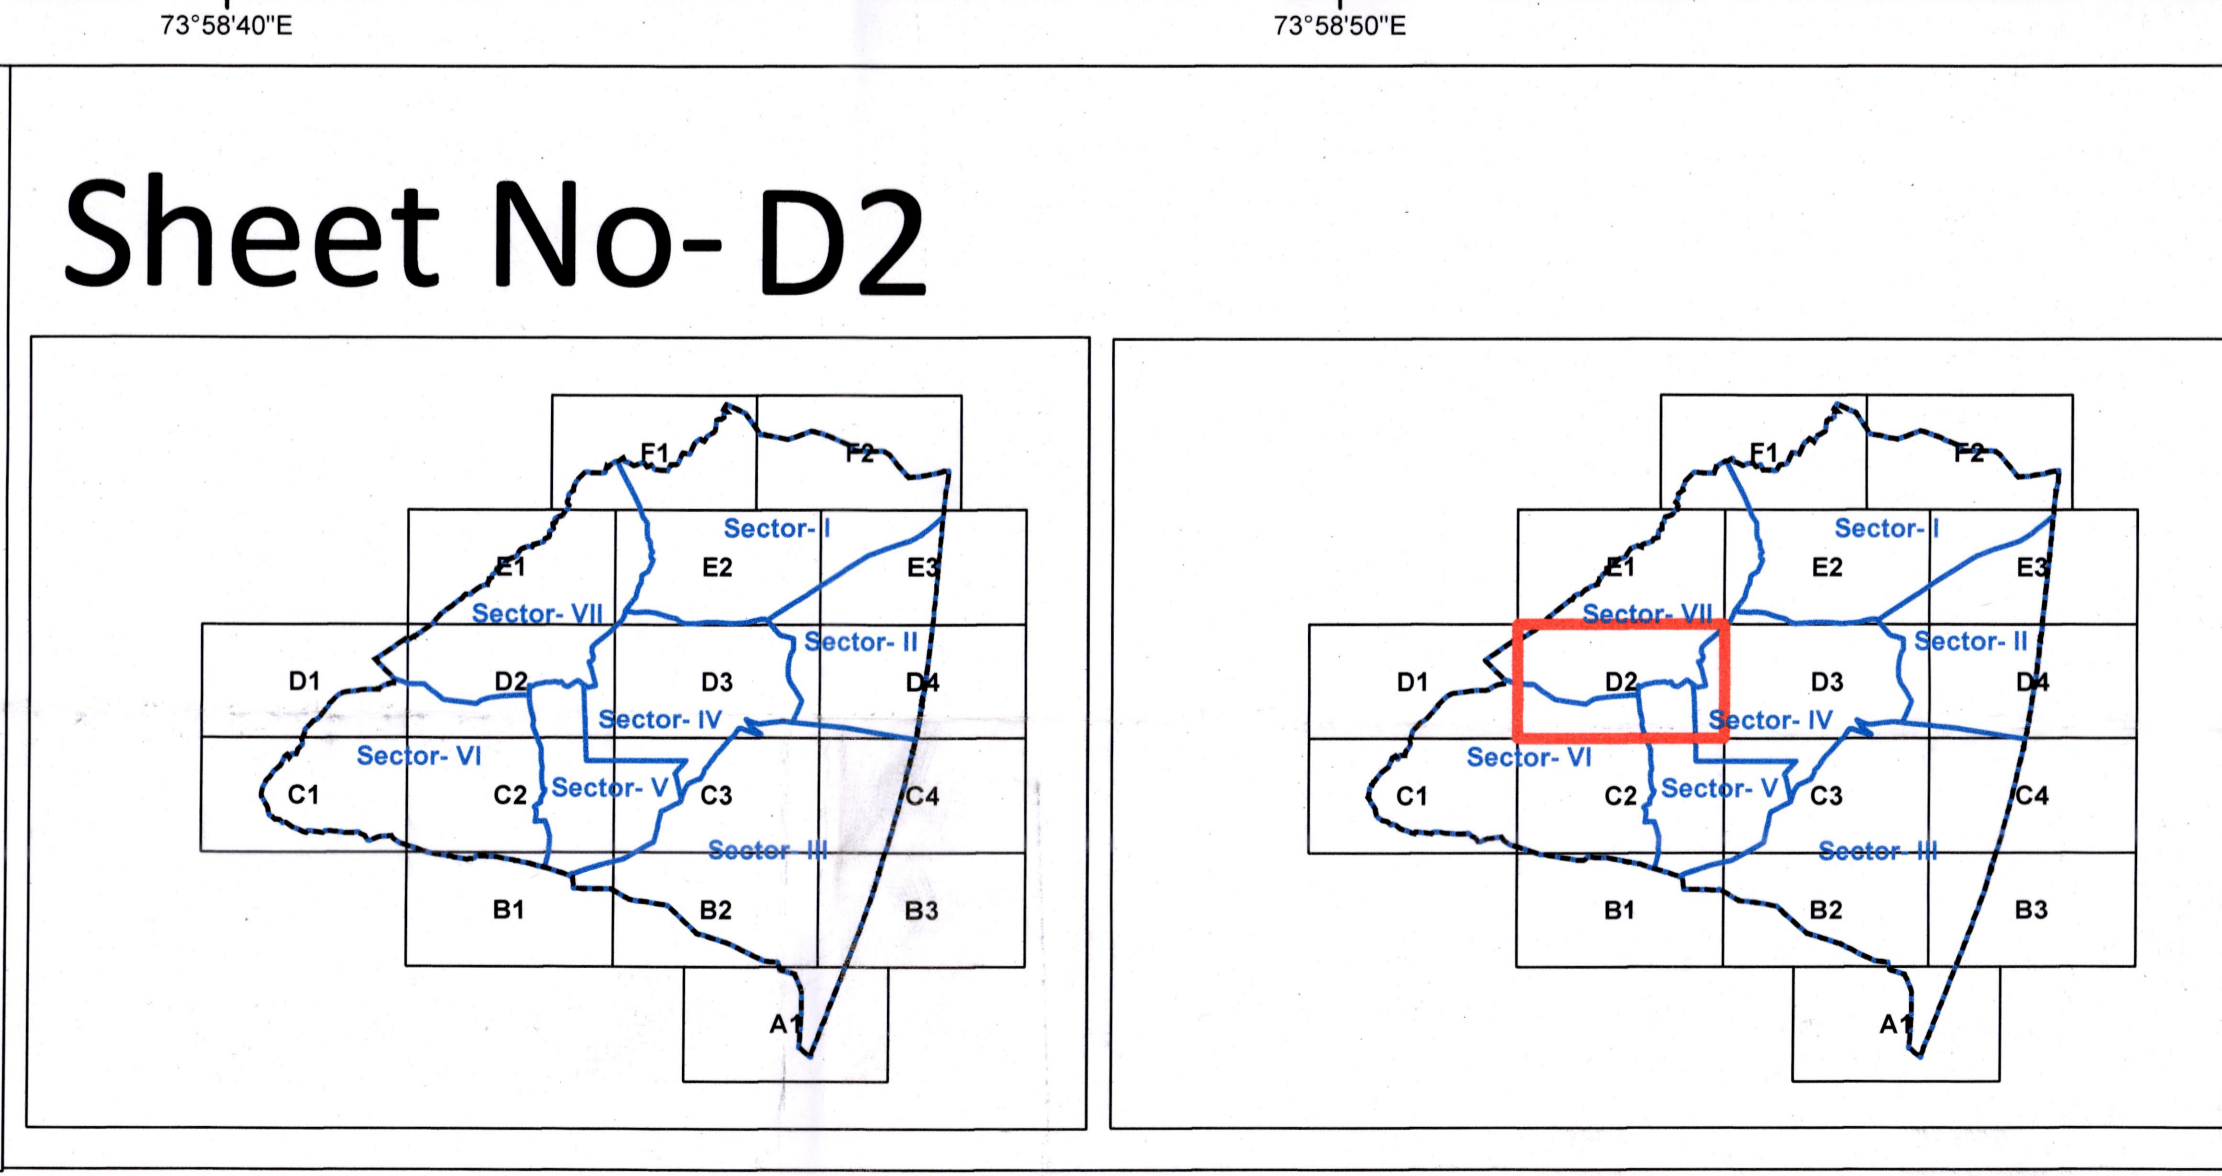 73°58'40"E
73°58'50"E
Sheet No- D2
F1
F2
Sector- I
E1
E2
E3
Sector- VII
Sector- II
D1
D2
D3
D4
Sector- IV
Sector- VI
C1
C2
Sector- V
C3
C4
Sector- III
B1
B2
B3
A1
F1
F2
Sector- I
E1
E2
E3
Sector- VII
Sector- II
D1
D2
D3
D4
Sector- IV
Sector- VI
C1
C2
Sector- V
C3
C4
Sector- III
B1
B2
B3
A1